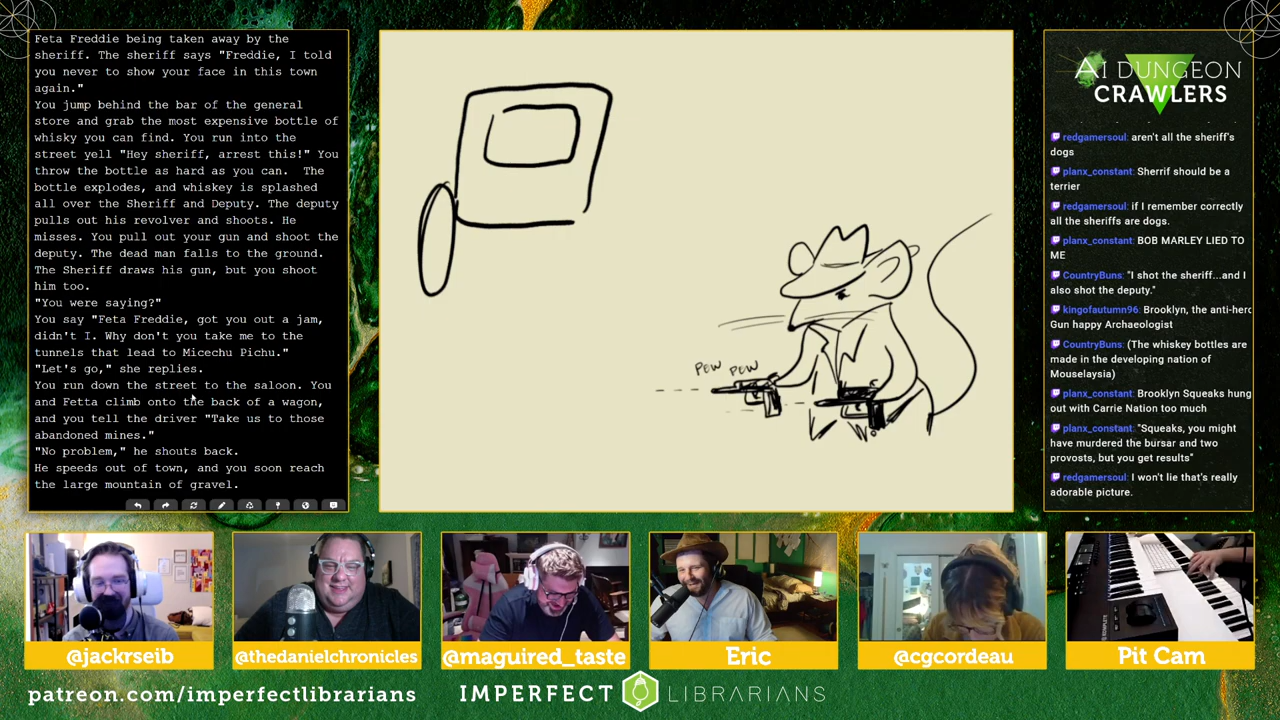 Feta Freddie being taken away by the
sheriff. The sheriff says "Freddie, I told
you never to show your face in this town
again."
You jump behind the bar of the general
store and grab the most expensive bottle of
whisky you can find. You run into the
street yell "Hey sheriff, arrest this!" You
throw the bottle as hard as you can.  The
bottle explodes, and whiskey is splashed
all over the Sheriff and Deputy. The deputy
pulls out his revolver and shoots. He
misses. You pull out your gun and shoot the
deputy. The dead man falls to the ground.
The Sheriff draws his gun, but you shoot
him too.
"You were saying?"
You say "Feta Freddie, got you out a jam,
didn't I. Why don't you take me to the
tunnels that lead to Micechu Pichu."
"Let's go," she replies.
You run down the street to the saloon. You
and Fetta climb onto the back of a wagon,
and you tell the driver "Take us to those
abandoned mines."
"No problem," he shouts back.
He speeds out of town, and you soon reach
the large mountain of gravel.
PEW PEW
AI DUNGEON
CRAWLERS
redgamersoul: aren't all the sheriff's
dogs
planx_constant: Sherrif should be a
terrier
redgamersoul: if I remember correctly
all the sheriffs are dogs.
planx_constant: BOB MARLEY LIED TO
ME
CountryBuns: "I shot the sheriff...and I
also shot the deputy."
kingofautumn96: Brooklyn, the anti-hero
Gun happy Archaeologist
CountryBuns: (The whiskey bottles are
made in the developing nation of
Mouselaysia)
planx_constant: Brooklyn Squeaks hung
out with Carrie Nation too much
planx_constant: "Squeaks, you might
have murdered the bursar and two
provosts, but you get results"
redgamersoul: I won't lie that's really
adorable picture.
@jackrseib
@thedanielchronicles
@maguired_taste
Eric
@cgcordeau
Pit Cam
patreon.com/imperfectlibrarians
IMPERFECT LIBRARIANS